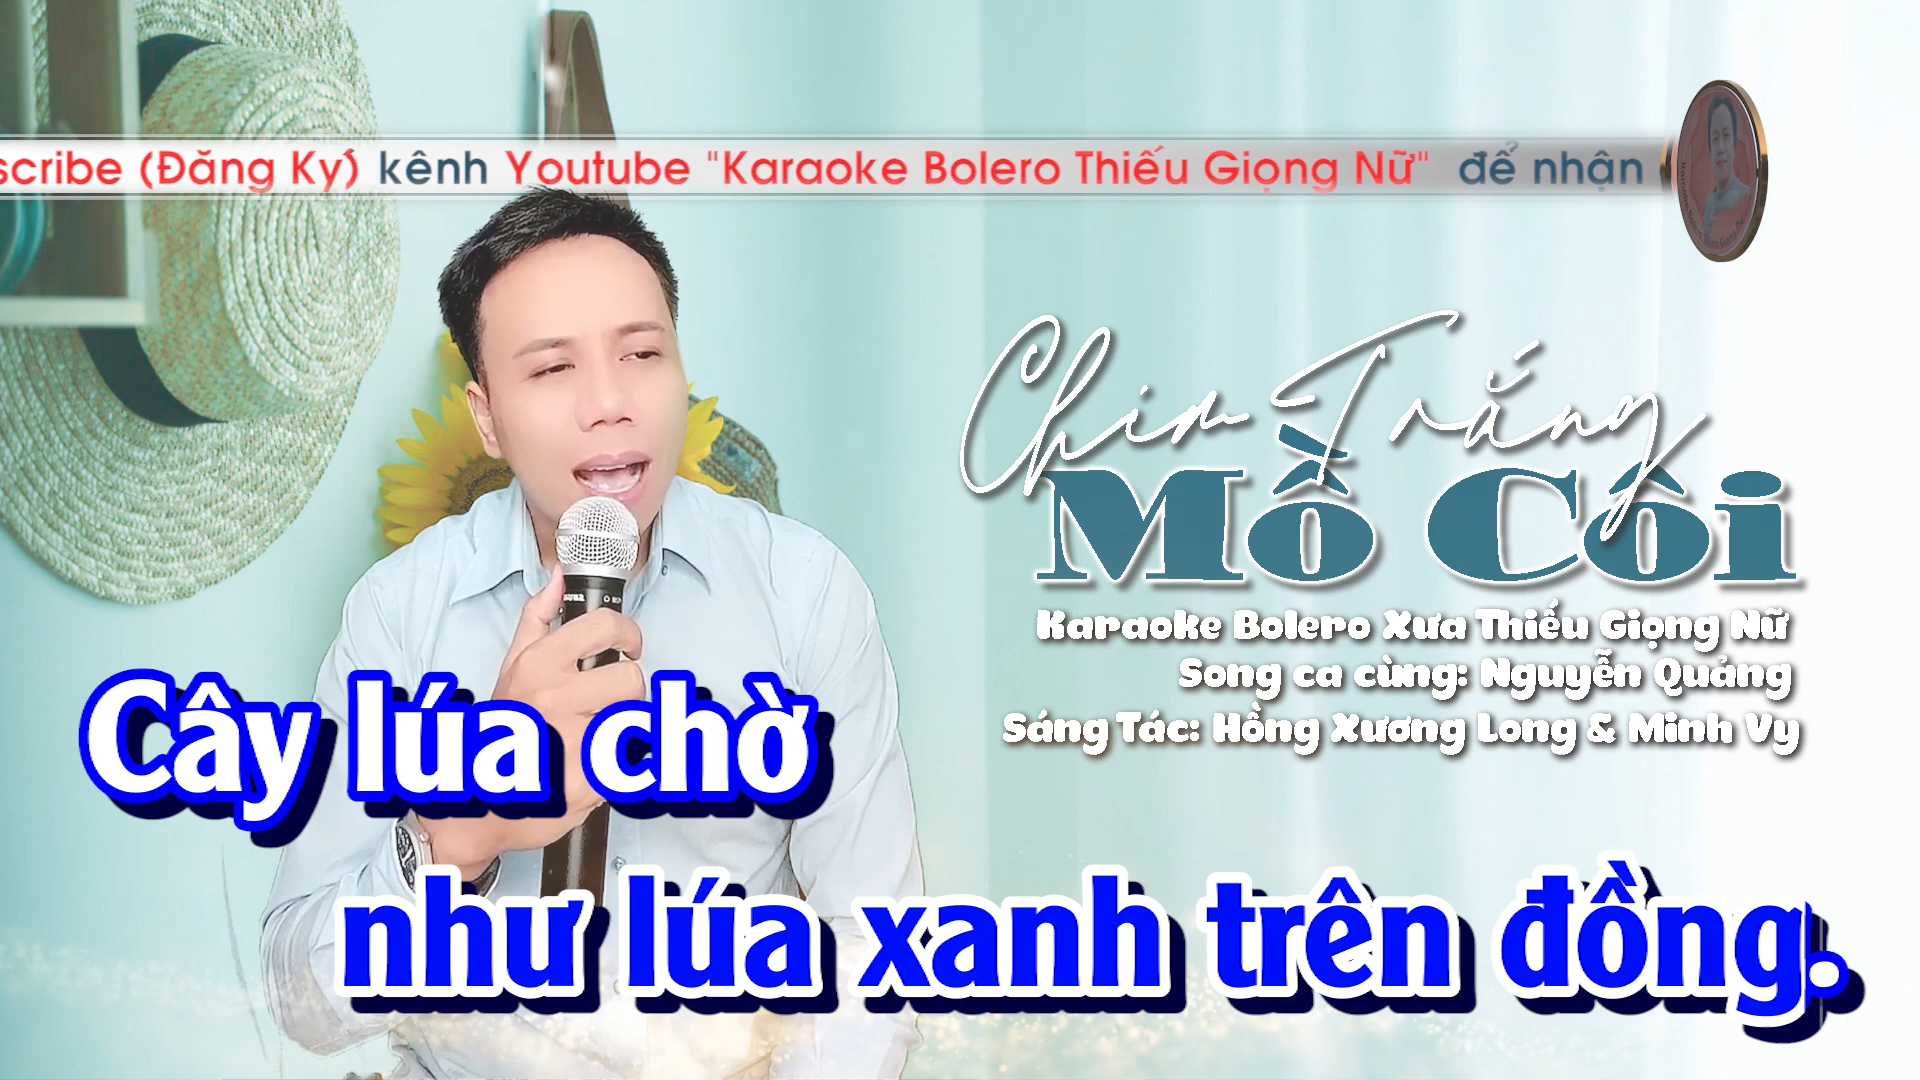 scribe (Đăng Ký) kênh Youtube "Karaoke Bolero Thiếu Giọng Nữ" để nhận
Chim Trắng
Mồ Côi
Karaoke Bolero Xưa Thiếu Giọng Nữ
Song ca cùng: Nguyễn Quảng
Sáng Tác: Hồng Xương Long & Minh Vy
Cây lúa chờ
như lúa xanh trên đồng.